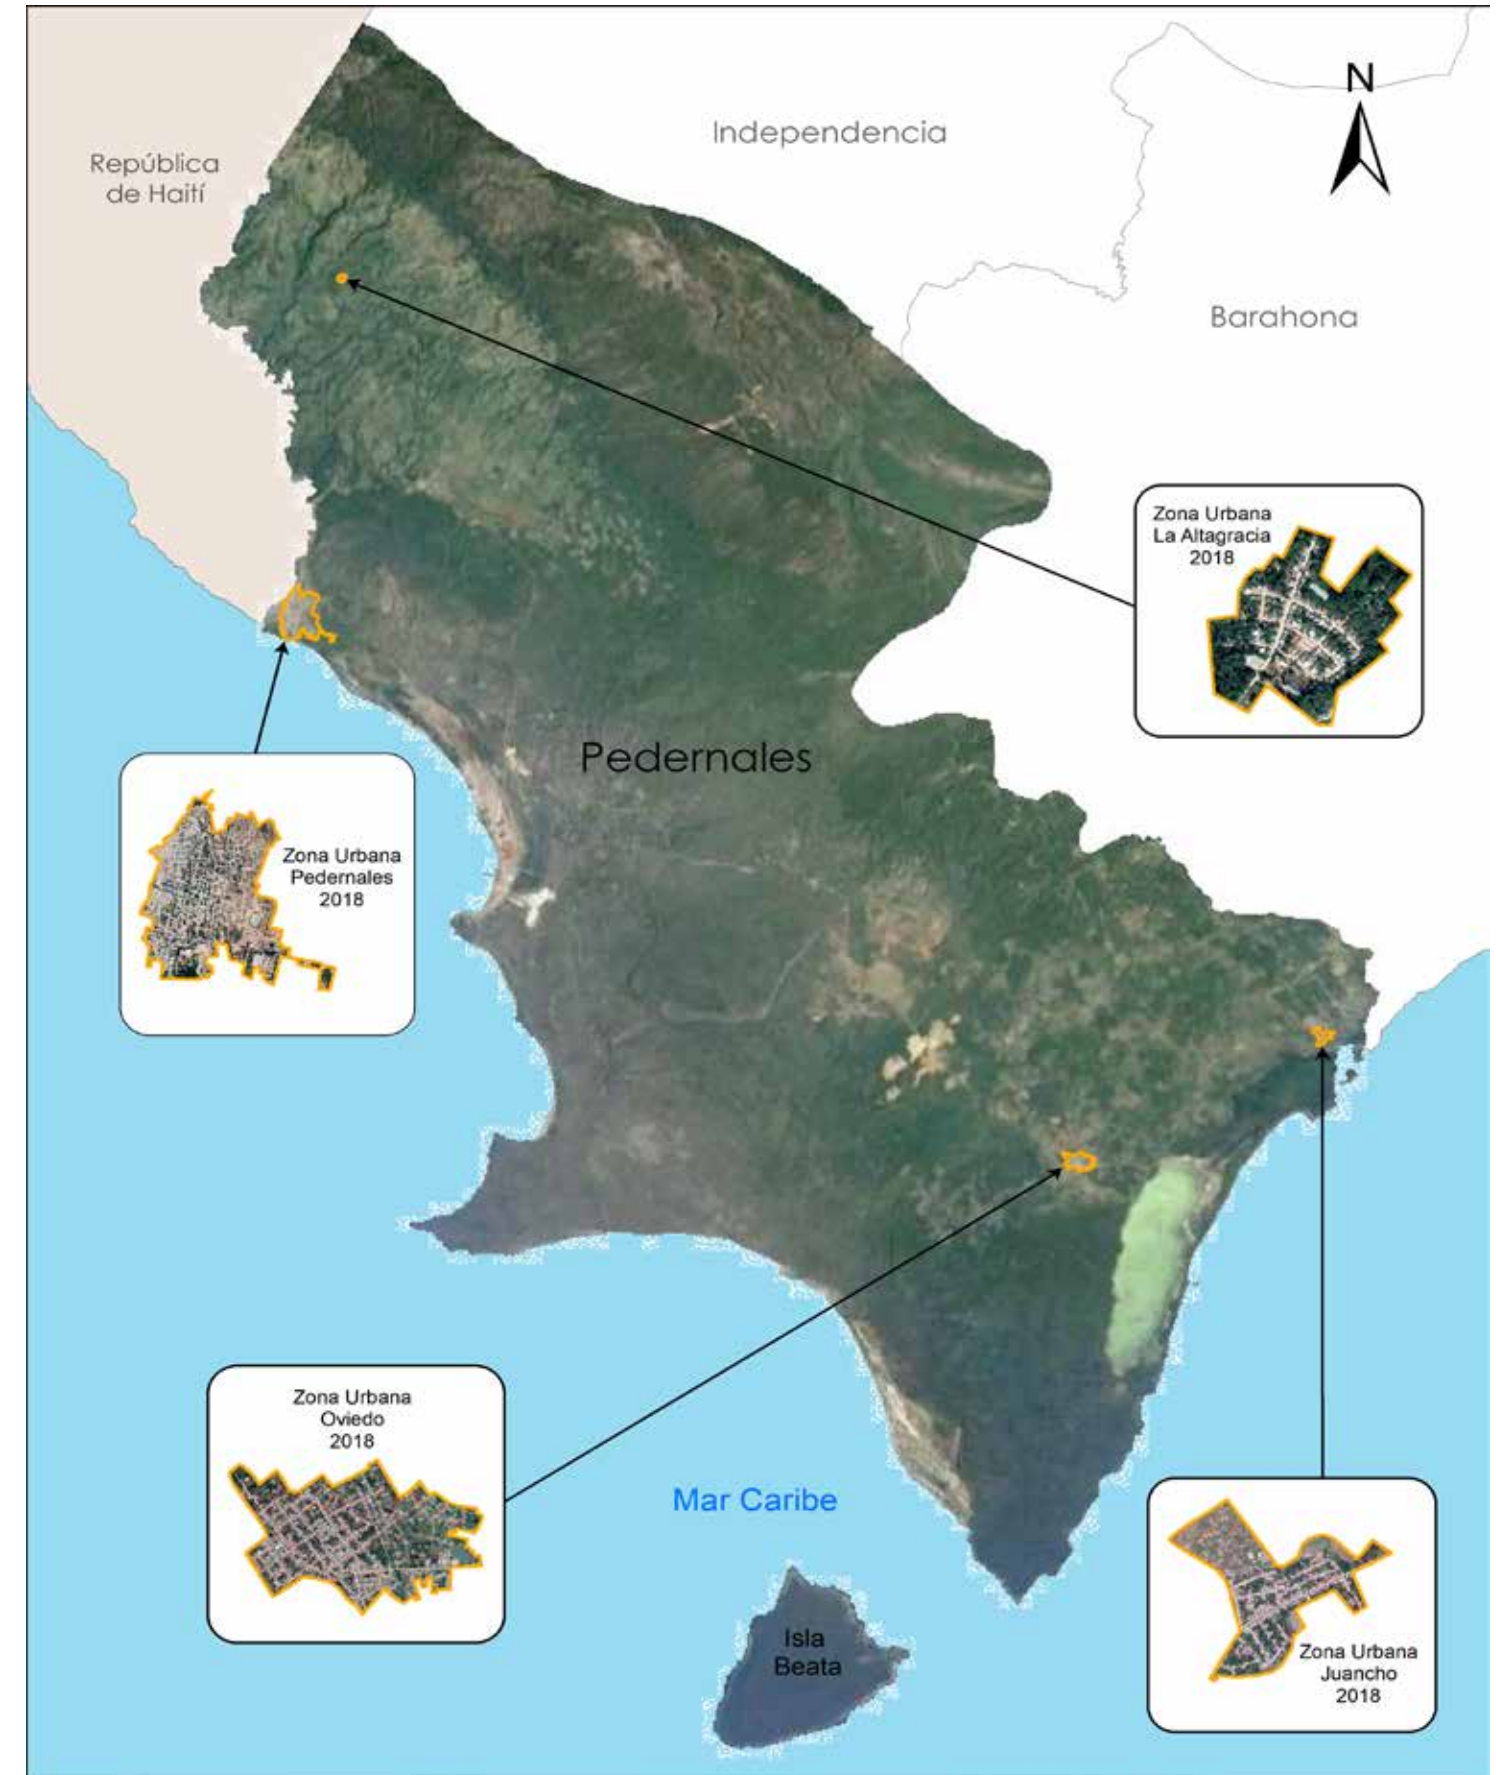 N
Independencia
República
de Haití
Barahona
Zona Urbana
La Altagracia
2018
Pedernales
Zona Urbana
Pedernales
2018
Zona Urbana
Oviedo
2018
Mar Caribe
Isla
Beata
Zona Urbana
Juancho
2018